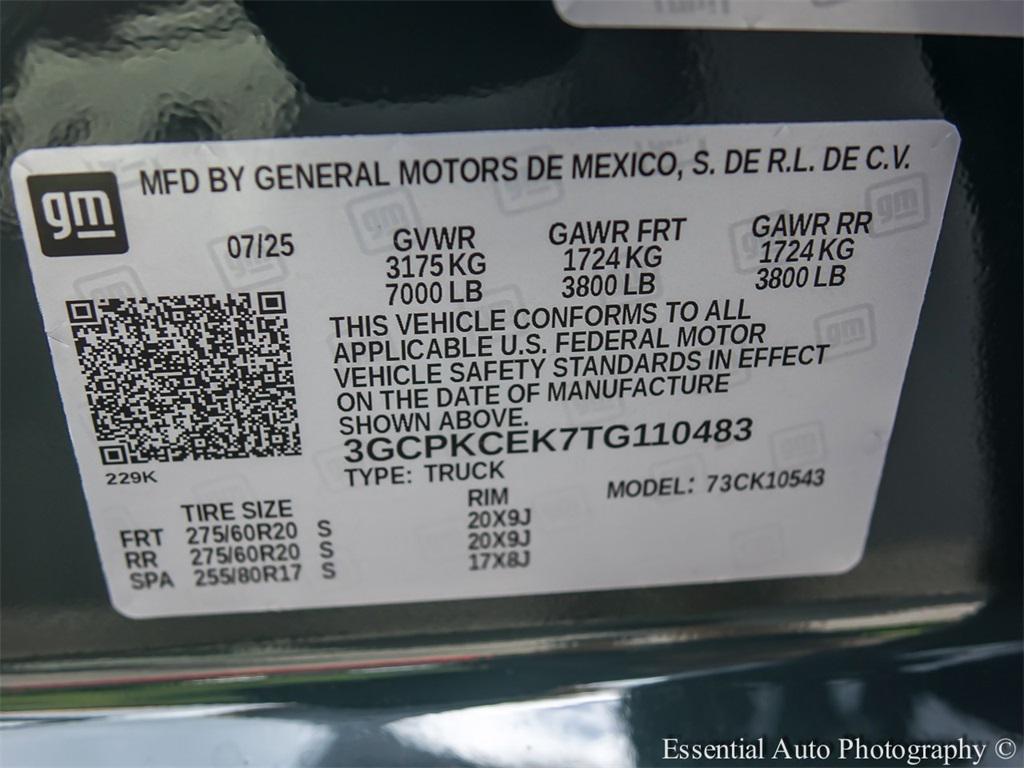 gm
MFD BY GENERAL MOTORS DE MEXICO, S. DE R.L. DE C.V.
07/25
GVWR
3175 KG
7000 LB
GAWR FRT
1724 KG
3800 LB
GAWR RR
1724 KG
3800 LB
THIS VEHICLE CONFORMS TO ALL
APPLICABLE U.S. FEDERAL MOTOR
VEHICLE SAFETY STANDARDS IN EFFECT
ON THE DATE OF MANUFACTURE
SHOWN ABOVE.
3GCPKCEK7TG110483
TYPE: TRUCK
MODEL: 73CK10543
229K
TIRE SIZE RIM
FRT 275/60R20 S 20X9J
RR 275/60R20 S 20X9J
SPA 255/80R17 S 17X8J
Essential Auto Photography ©